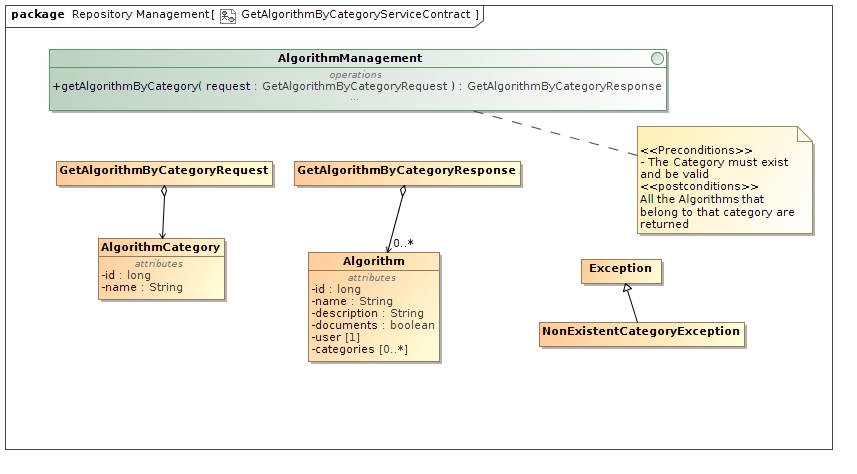 package Repository Management[ GetAlgorithmByCategoryServiceContract ]
AlgorithmManagement
operations
+getAlgorithmByCategory( request : GetAlgorithmByCategoryRequest ) : GetAlgorithmByCategoryResponse
...
<<Preconditions>>
- The Category must exist
and be valid
<<postconditions>>
All the Algorithms that
belong to that category are
returned
GetAlgorithmByCategoryRequest
GetAlgorithmByCategoryResponse
0..*
AlgorithmCategory
attributes
-id : long
-name : String
Algorithm
attributes
-id : long
-name : String
-description : String
-documents : boolean
-user [1]
-categories [0..*]
Exception
NonExistentCategoryException